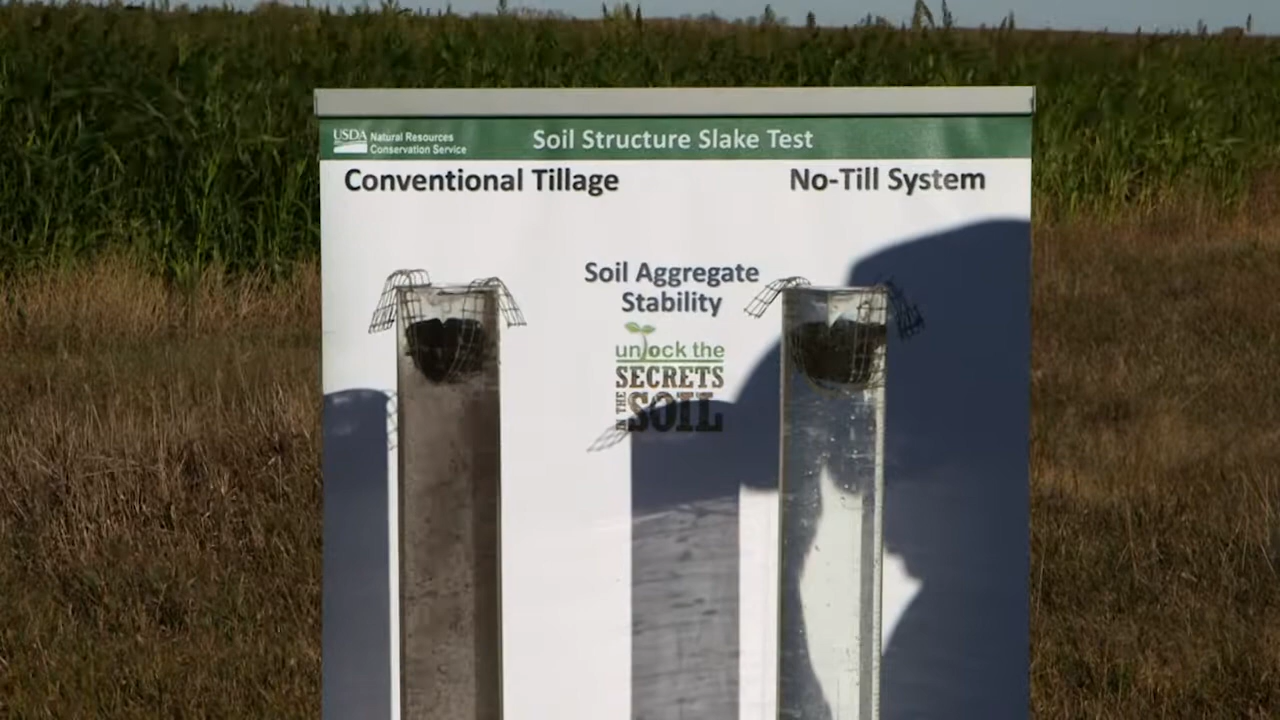 USDA Natural Resources
Conservation Service
Soil Structure Slake Test
Conventional Tillage
No-Till System
Soil Aggregate
Stability
unlock the
SECRETS
IN THE
SOIL